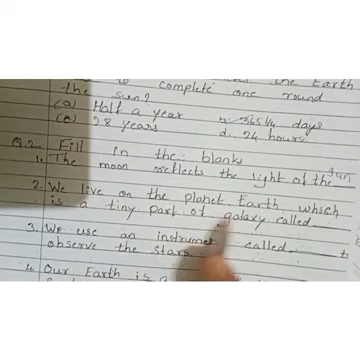 to complete one round
the sun?
(a) Half a year b. 365¼ days
(c) 28 years d. 24 hours
Q.2 Fill in the blanks
1. The moon reflects the light of the sun
2. We live on the planet Earth which
is a tiny part of galaxy called
3. We use an instrument called t
observe the stars.
4. Our Earth is a